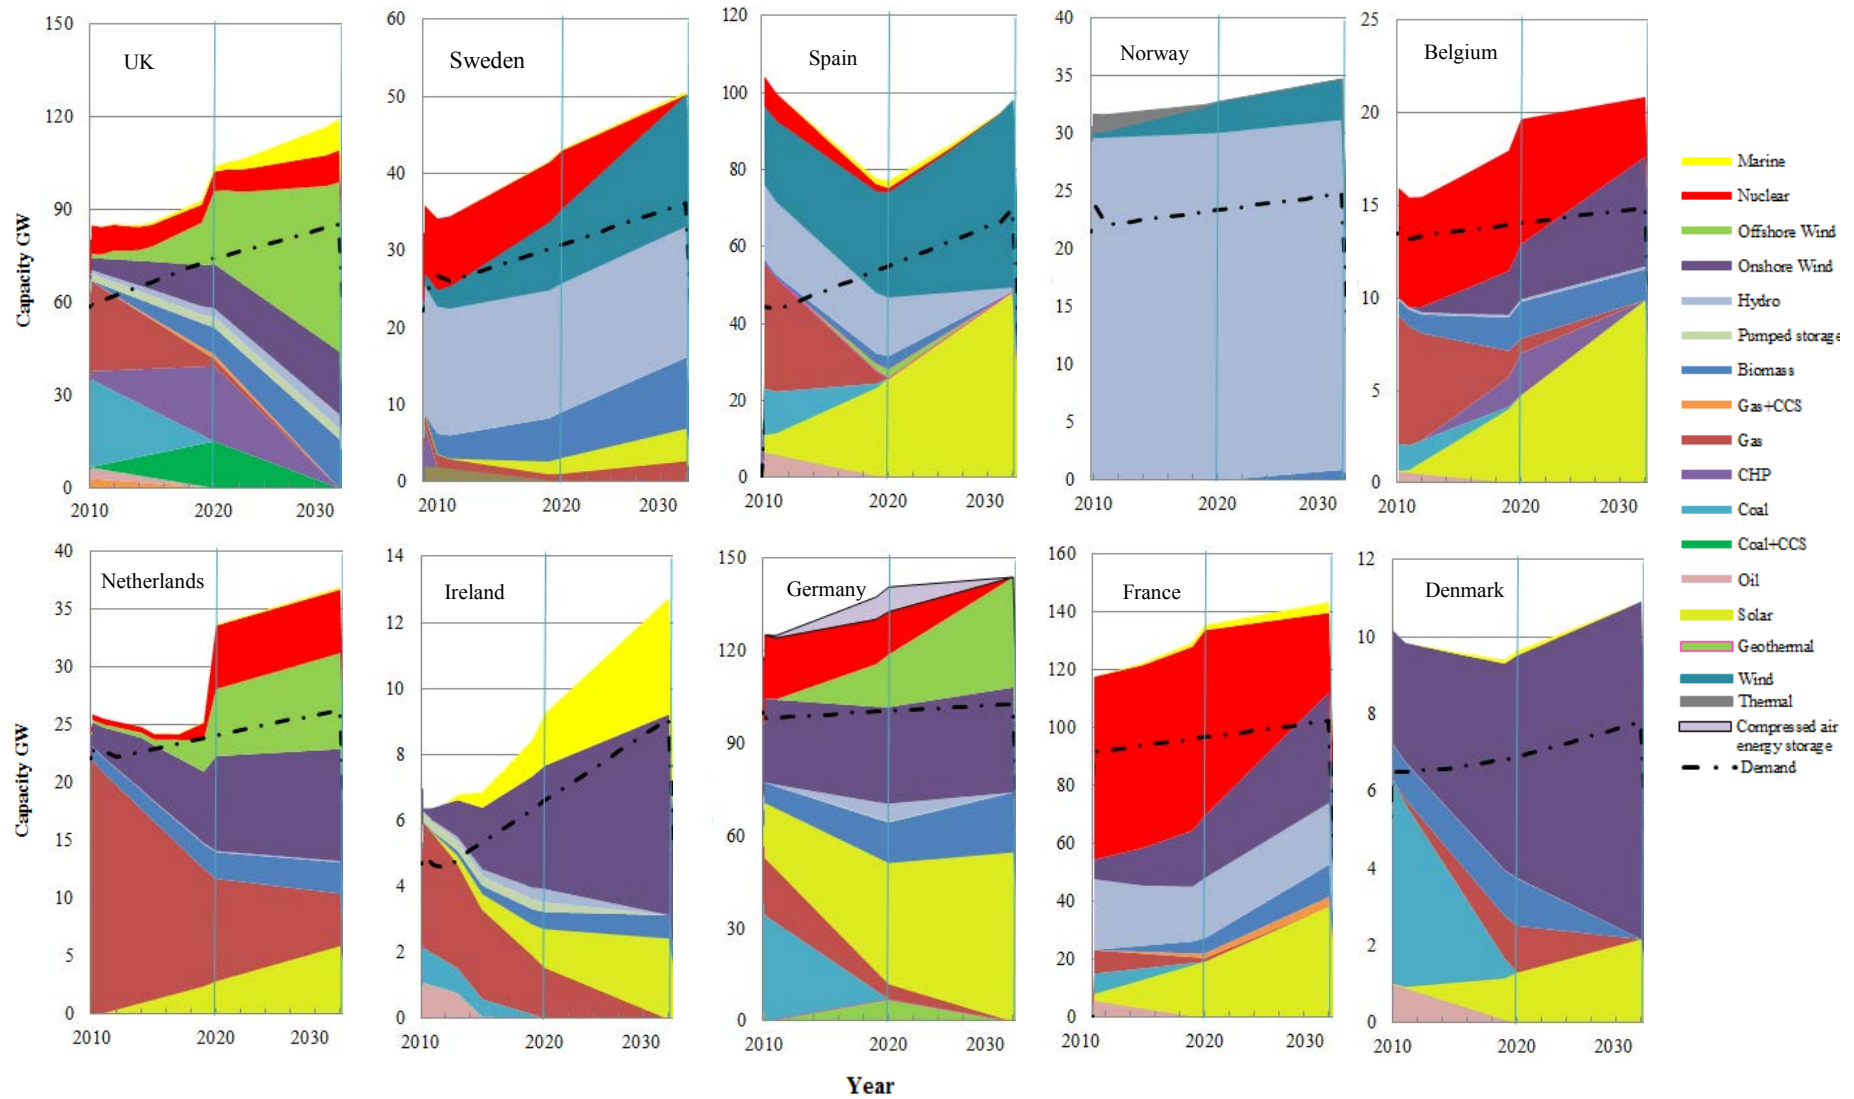 Capacity GW
UK
150
120
90
60
30
0
2010 2020 2030
Sweden
60
50
40
30
20
10
0
2010 2020 2030
Spain
120
100
80
60
40
20
0
2010 2020 2030
Norway
40
35
30
25
20
15
10
5
0
2010 2020 2030
Belgium
25
20
15
10
5
0
2010 2020 2030
Marine
Nuclear
Offshore Wind
Onshore Wind
Hydro
Pumped storage
Biomass
Gas+CCS
Gas
CHP
Coal
Coal+CCS
Oil
Solar
Geothermal
Wind
Thermal
Compressed air
energy storage
Demand
Capacity GW
Netherlands
40
35
30
25
20
15
10
5
0
2010 2020 2030
Ireland
14
12
10
8
6
4
2
0
2010 2020 2030
Germany
150
120
90
60
30
0
2010 2020 2030
France
160
140
120
100
80
60
40
20
0
2010 2020 2030
Denmark
12
10
8
6
4
2
0
2010 2020 2030
Year